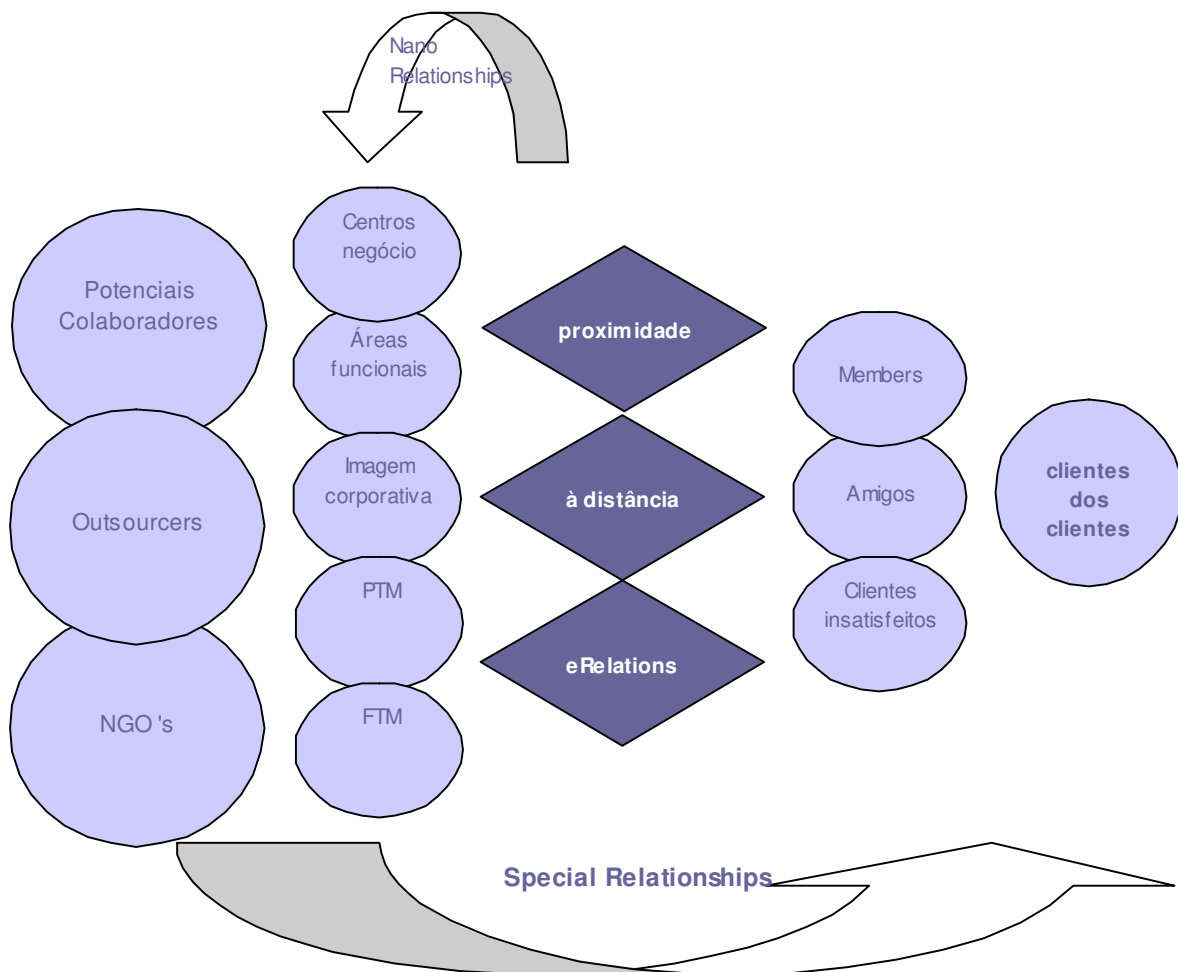 Nano
Relationships
Centros
negócio
Potenciais
Colaboradores
Áreas
funcionais
proximidade
Members
Imagem
corporativa
à distância
Amigos
clientes
dos
clientes
Outsourcers
PTM
Clientes
insatisfeitos
eRelations
NGO's
FTM
Special Relationships